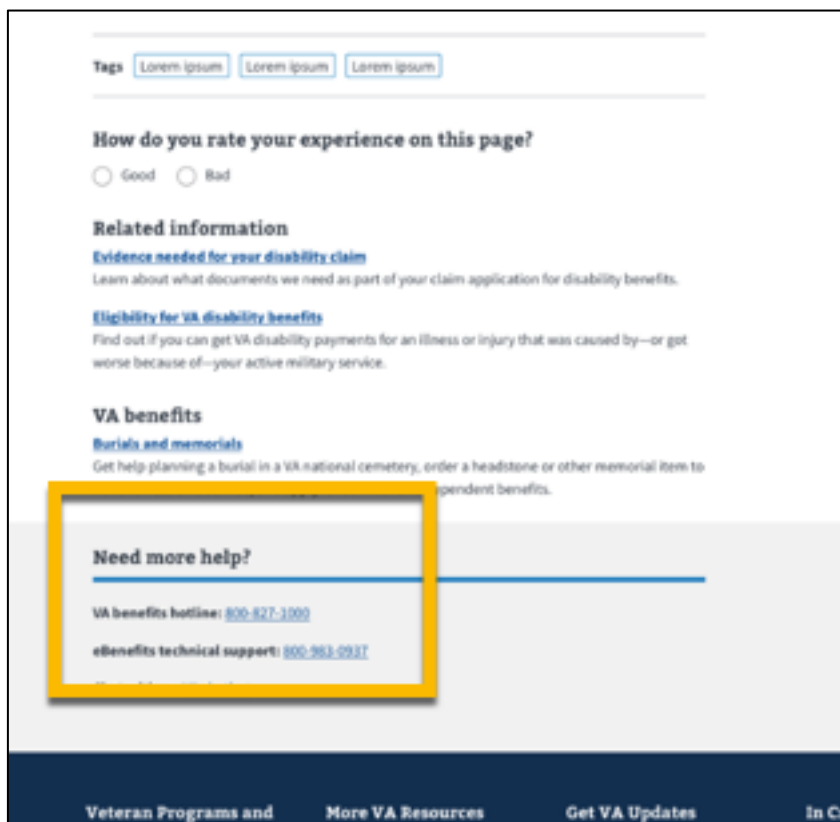 Tags Lorem ipsum Lorem ipsum Lorem ipsum
How do you rate your experience on this page?
Good Bad
Related information
Evidence needed for your disability claim
Learn about what documents we need as part of your claim application for disability benefits.
Eligibility for VA disability benefits
Find out if you can get VA disability payments for an illness or injury that was caused by—or got
worse because of—your active military service.
VA benefits
Burials and memorials
Get help planning a burial in a VA national cemetery, order a headstone or other memorial item to
benefits.
Need more help?
VA benefits hotline: 800-827-1000
eBenefits technical support: 800-983-0937
Veteran Programs and More VA Resources Get VA Updates In